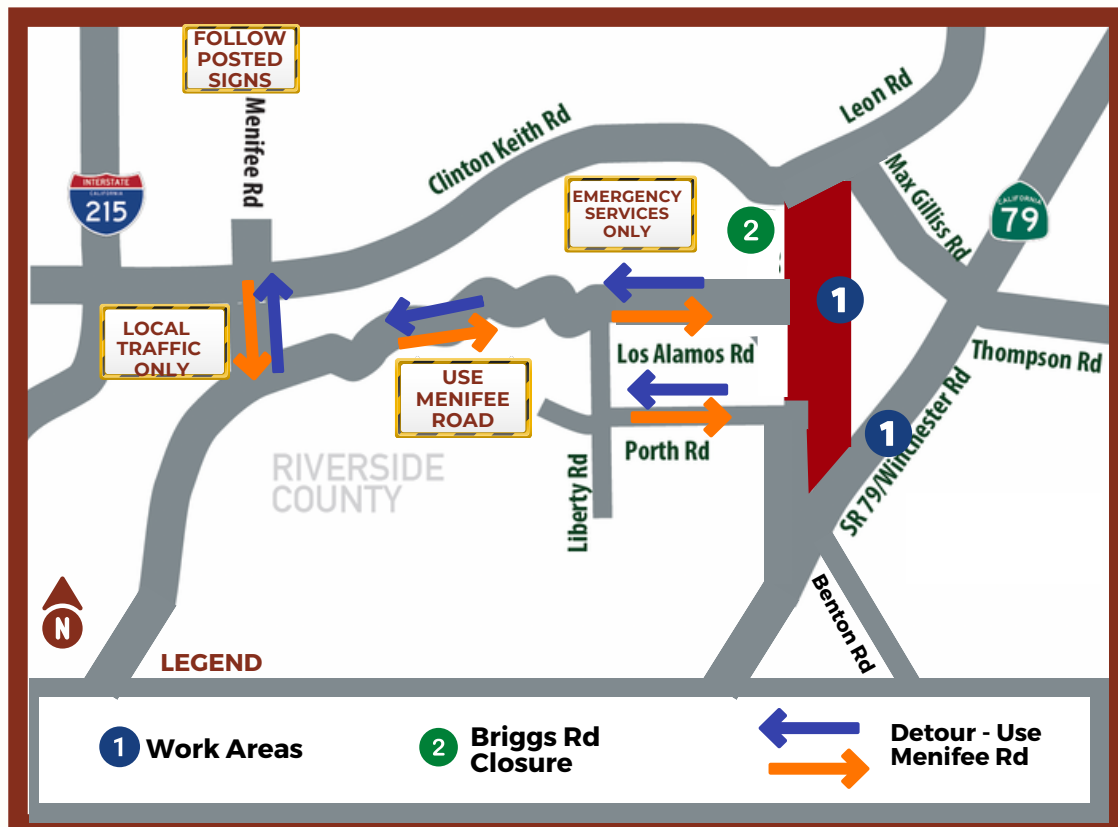 FOLLOW
POSTED
SIGNS
Menifee Rd
Clinton Keith Rd
Leon Rd
Max Gilliss Rd
INTERSTATE
CALIFORNIA
215
CALIFORNIA
79
EMERGENCY
SERVICES
ONLY
2
1
LOCAL
TRAFFIC
ONLY
Los Alamos Rd
Thompson Rd
USE
MENIFEE
ROAD
1
Porth Rd
SR 79/Winchester Rd
RIVERSIDE
COUNTY
Liberty Rd
Benton Rd
N
LEGEND
1 Work Areas
2 Briggs Rd
Closure
Detour - Use
Menifee Rd